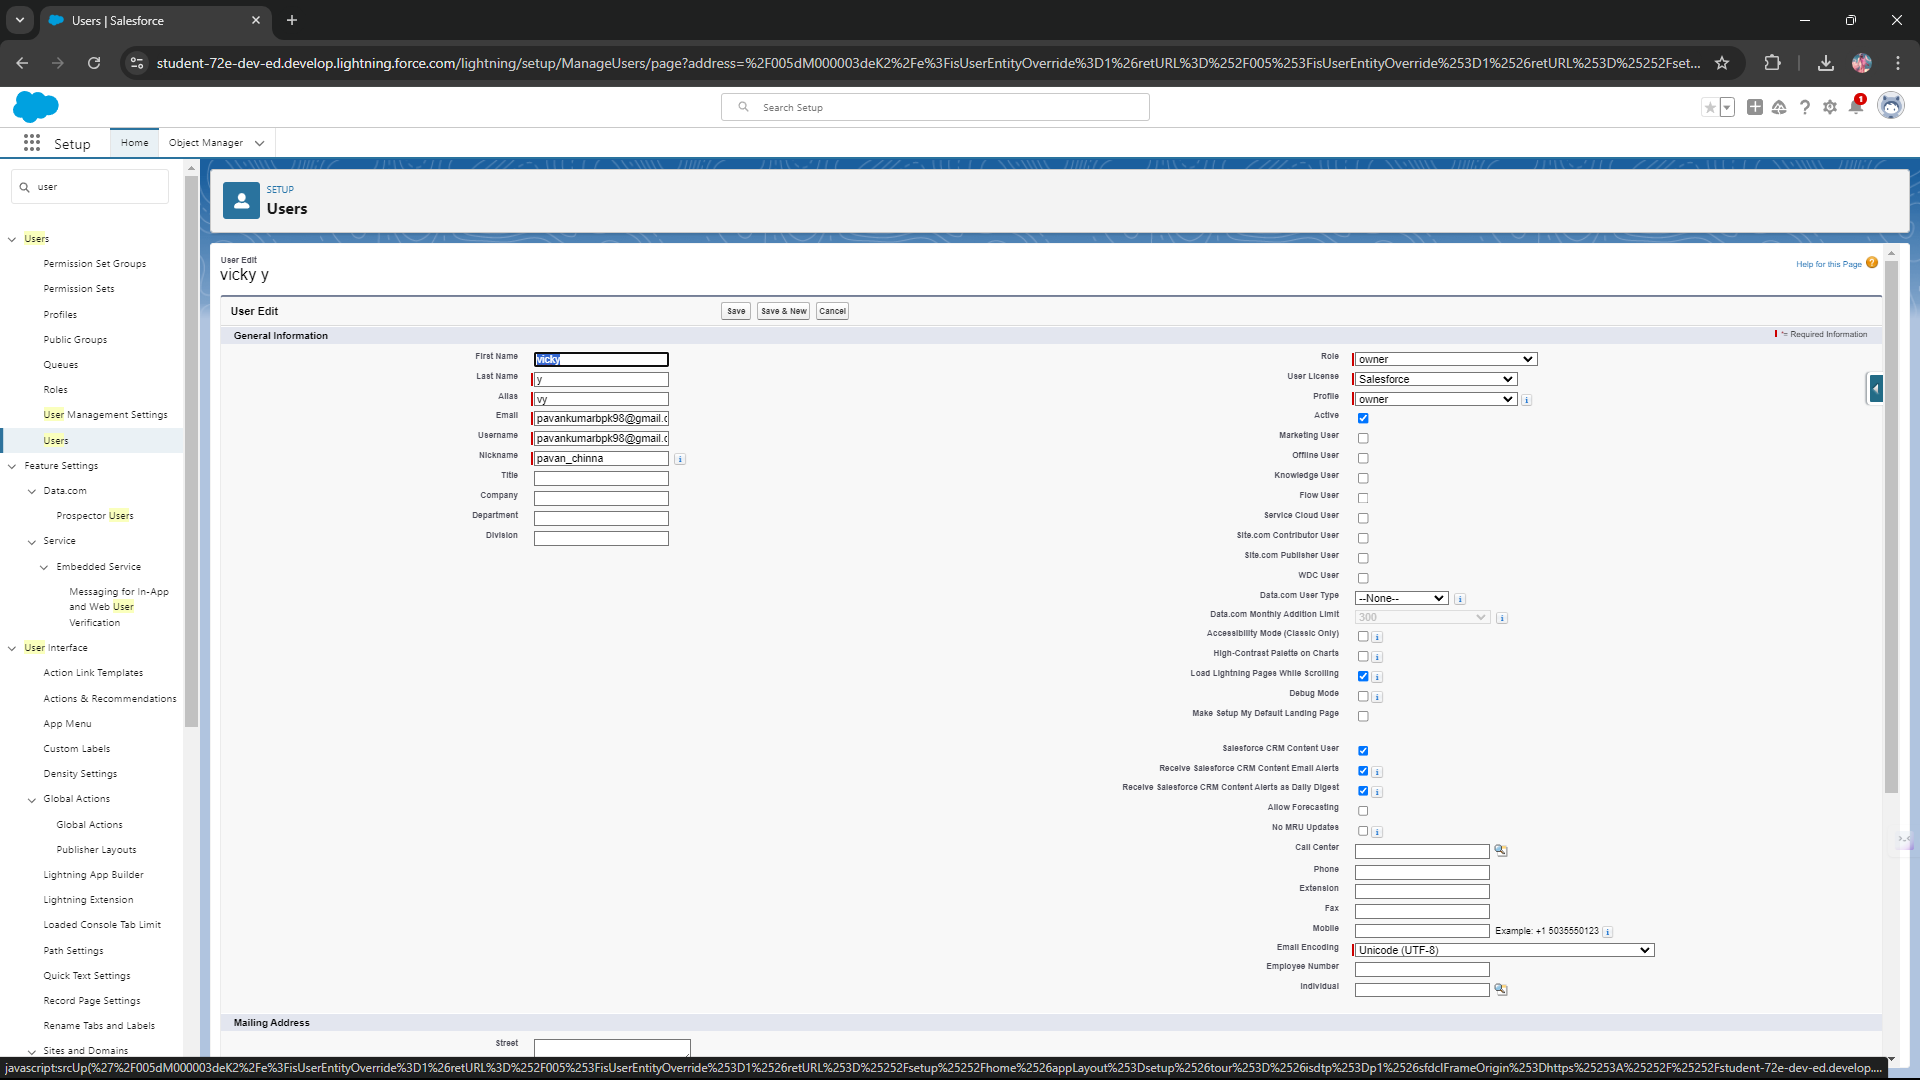 Users | Salesforce
student-72e-dev-ed.develop.lightning.force.com/lightning/setup/ManageUsers/page?address=%2F005dM000003deK2%2Fe%3FisUserEntityOverride%3D1%26retURL%3D%252F005%253FisUserEntityOverride%253D1%2526retURL%253D%25252Fset...
Search Setup
1
Setup
Home
Object Manager
user
Users
Permission Set Groups
Permission Sets
Profiles
Public Groups
Queues
Roles
User Management Settings
Users
Feature Settings
Data.com
Prospector Users
Service
Embedded Service
Messaging for In-App
and Web User
Verification
User Interface
Action Link Templates
Actions & Recommendations
App Menu
Custom Labels
Density Settings
Global Actions
Global Actions
Publisher Layouts
Lightning App Builder
Lightning Extension
Loaded Console Tab Limit
Path Settings
Quick Text Settings
Record Page Settings
Rename Tabs and Labels
Sites and Domains
SETUP
Users
User Edit
vicky y
Help for this Page
User Edit
Save
Save & New
Cancel
General Information
= Required Information
First Name vicky
Last Name y
Alias vy
Email pavankumarbpk98@gmail.c
Username pavankumarbpk98@gmail.c
Nickname pavan_chinna
Title
Company
Department
Division
Role owner
User License Salesforce
Profile owner
Active
Marketing User
Offline User
Knowledge User
Flow User
Service Cloud User
Site.com Contributor User
Site.com Publisher User
WDC User
Data.com User Type --None--
Data.com Monthly Addition Limit 300
Accessibility Mode (Classic Only)
High-Contrast Palette on Charts
Load Lightning Pages While Scrolling
Debug Mode
Make Setup My Default Landing Page
Salesforce CRM Content User
Receive Salesforce CRM Content Email Alerts
Receive Salesforce CRM Content Alerts as Daily Digest
Allow Forecasting
No MRU Updates
Call Center
Phone
Extension
Fax
Mobile Example: +1 5035550123
Email Encoding Unicode (UTF-8)
Employee Number
Individual
Mailing Address
Street
javascript:srcUp(%27%2F005dM000003deK2%2Fe%3FisUserEntityOverride%3D1%26retURL%3D%252F005%253FisUserEntityOverride%253D1%2526retURL%253D%25252Fsetup%25252Fhome%2526appLayout%253Dsetup%2526tour%253D%2526isdtp%253Dp1%2526sfdcIFrameOrigin%253Dhttps%25253A%25252F%25252Fstudent-72e-dev-ed.develop....